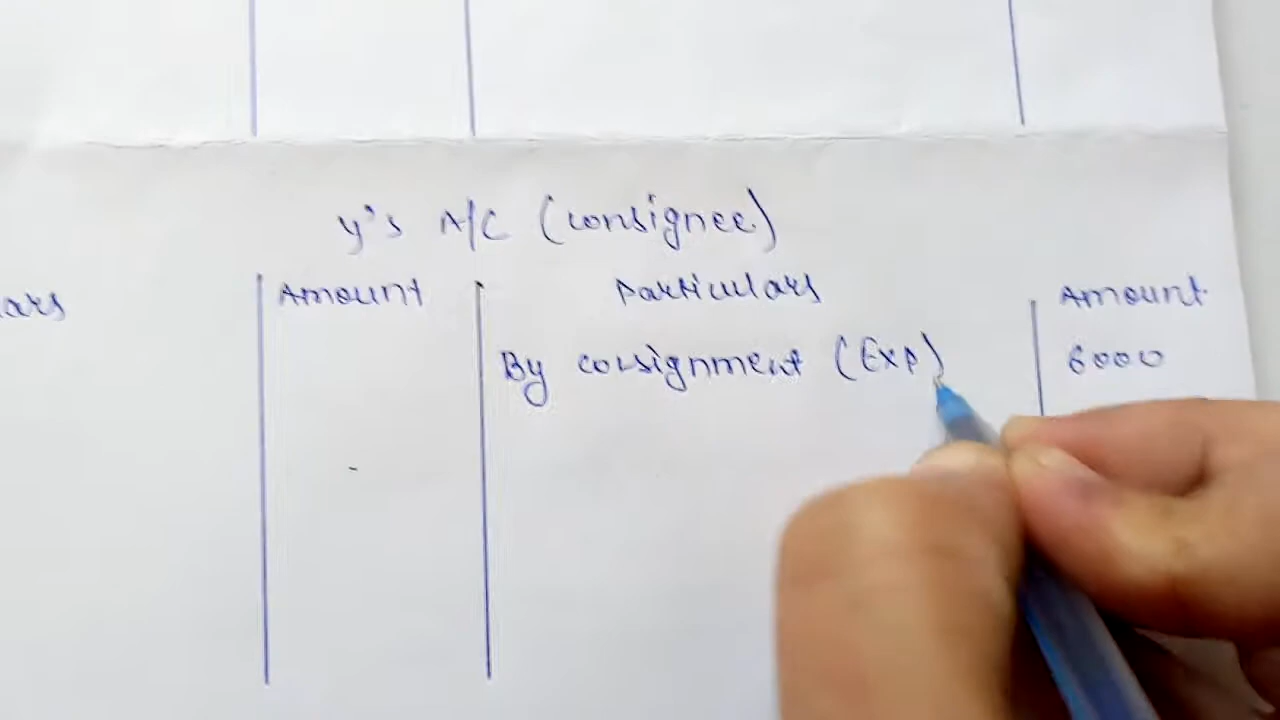 y's A/C (consignee)
ars Amount Particulars Amount
By consignment (Exp) 6000